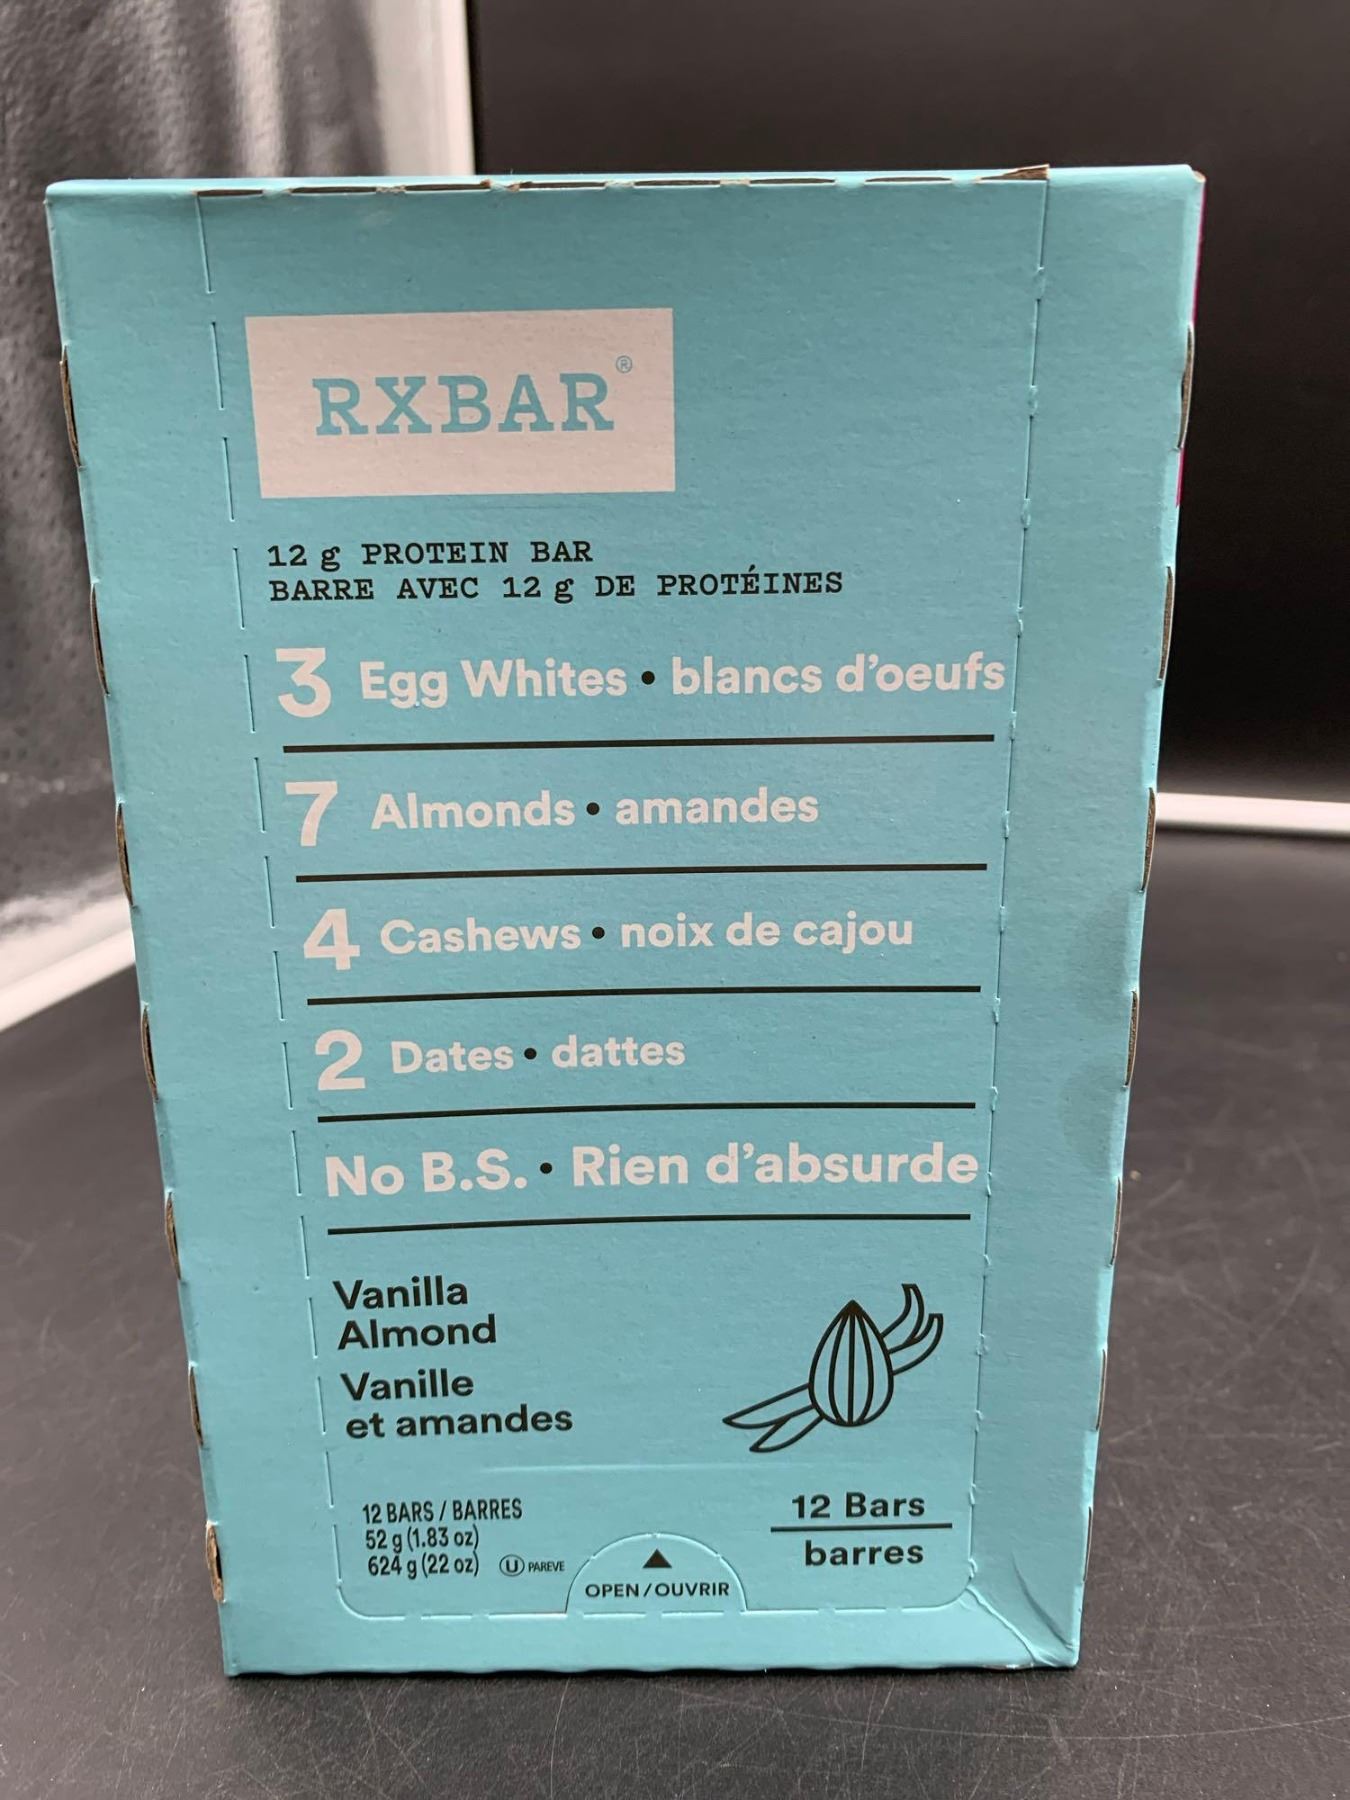 RXBAR®
12 g PROTEIN BAR
BARRE AVEC 12 g DE PROTÉINES
3 Egg Whites • blancs d'oeufs
7 Almonds • amandes
4 Cashews • noix de cajou
2 Dates • dattes
No B.S. • Rien d'absurde
Vanilla
Almond
Vanille
et amandes
12 BARS / BARRES
52 g (1.83 oz)
624 g (22 oz) U PAREVE
OPEN / OUVRIR
12 Bars
barres